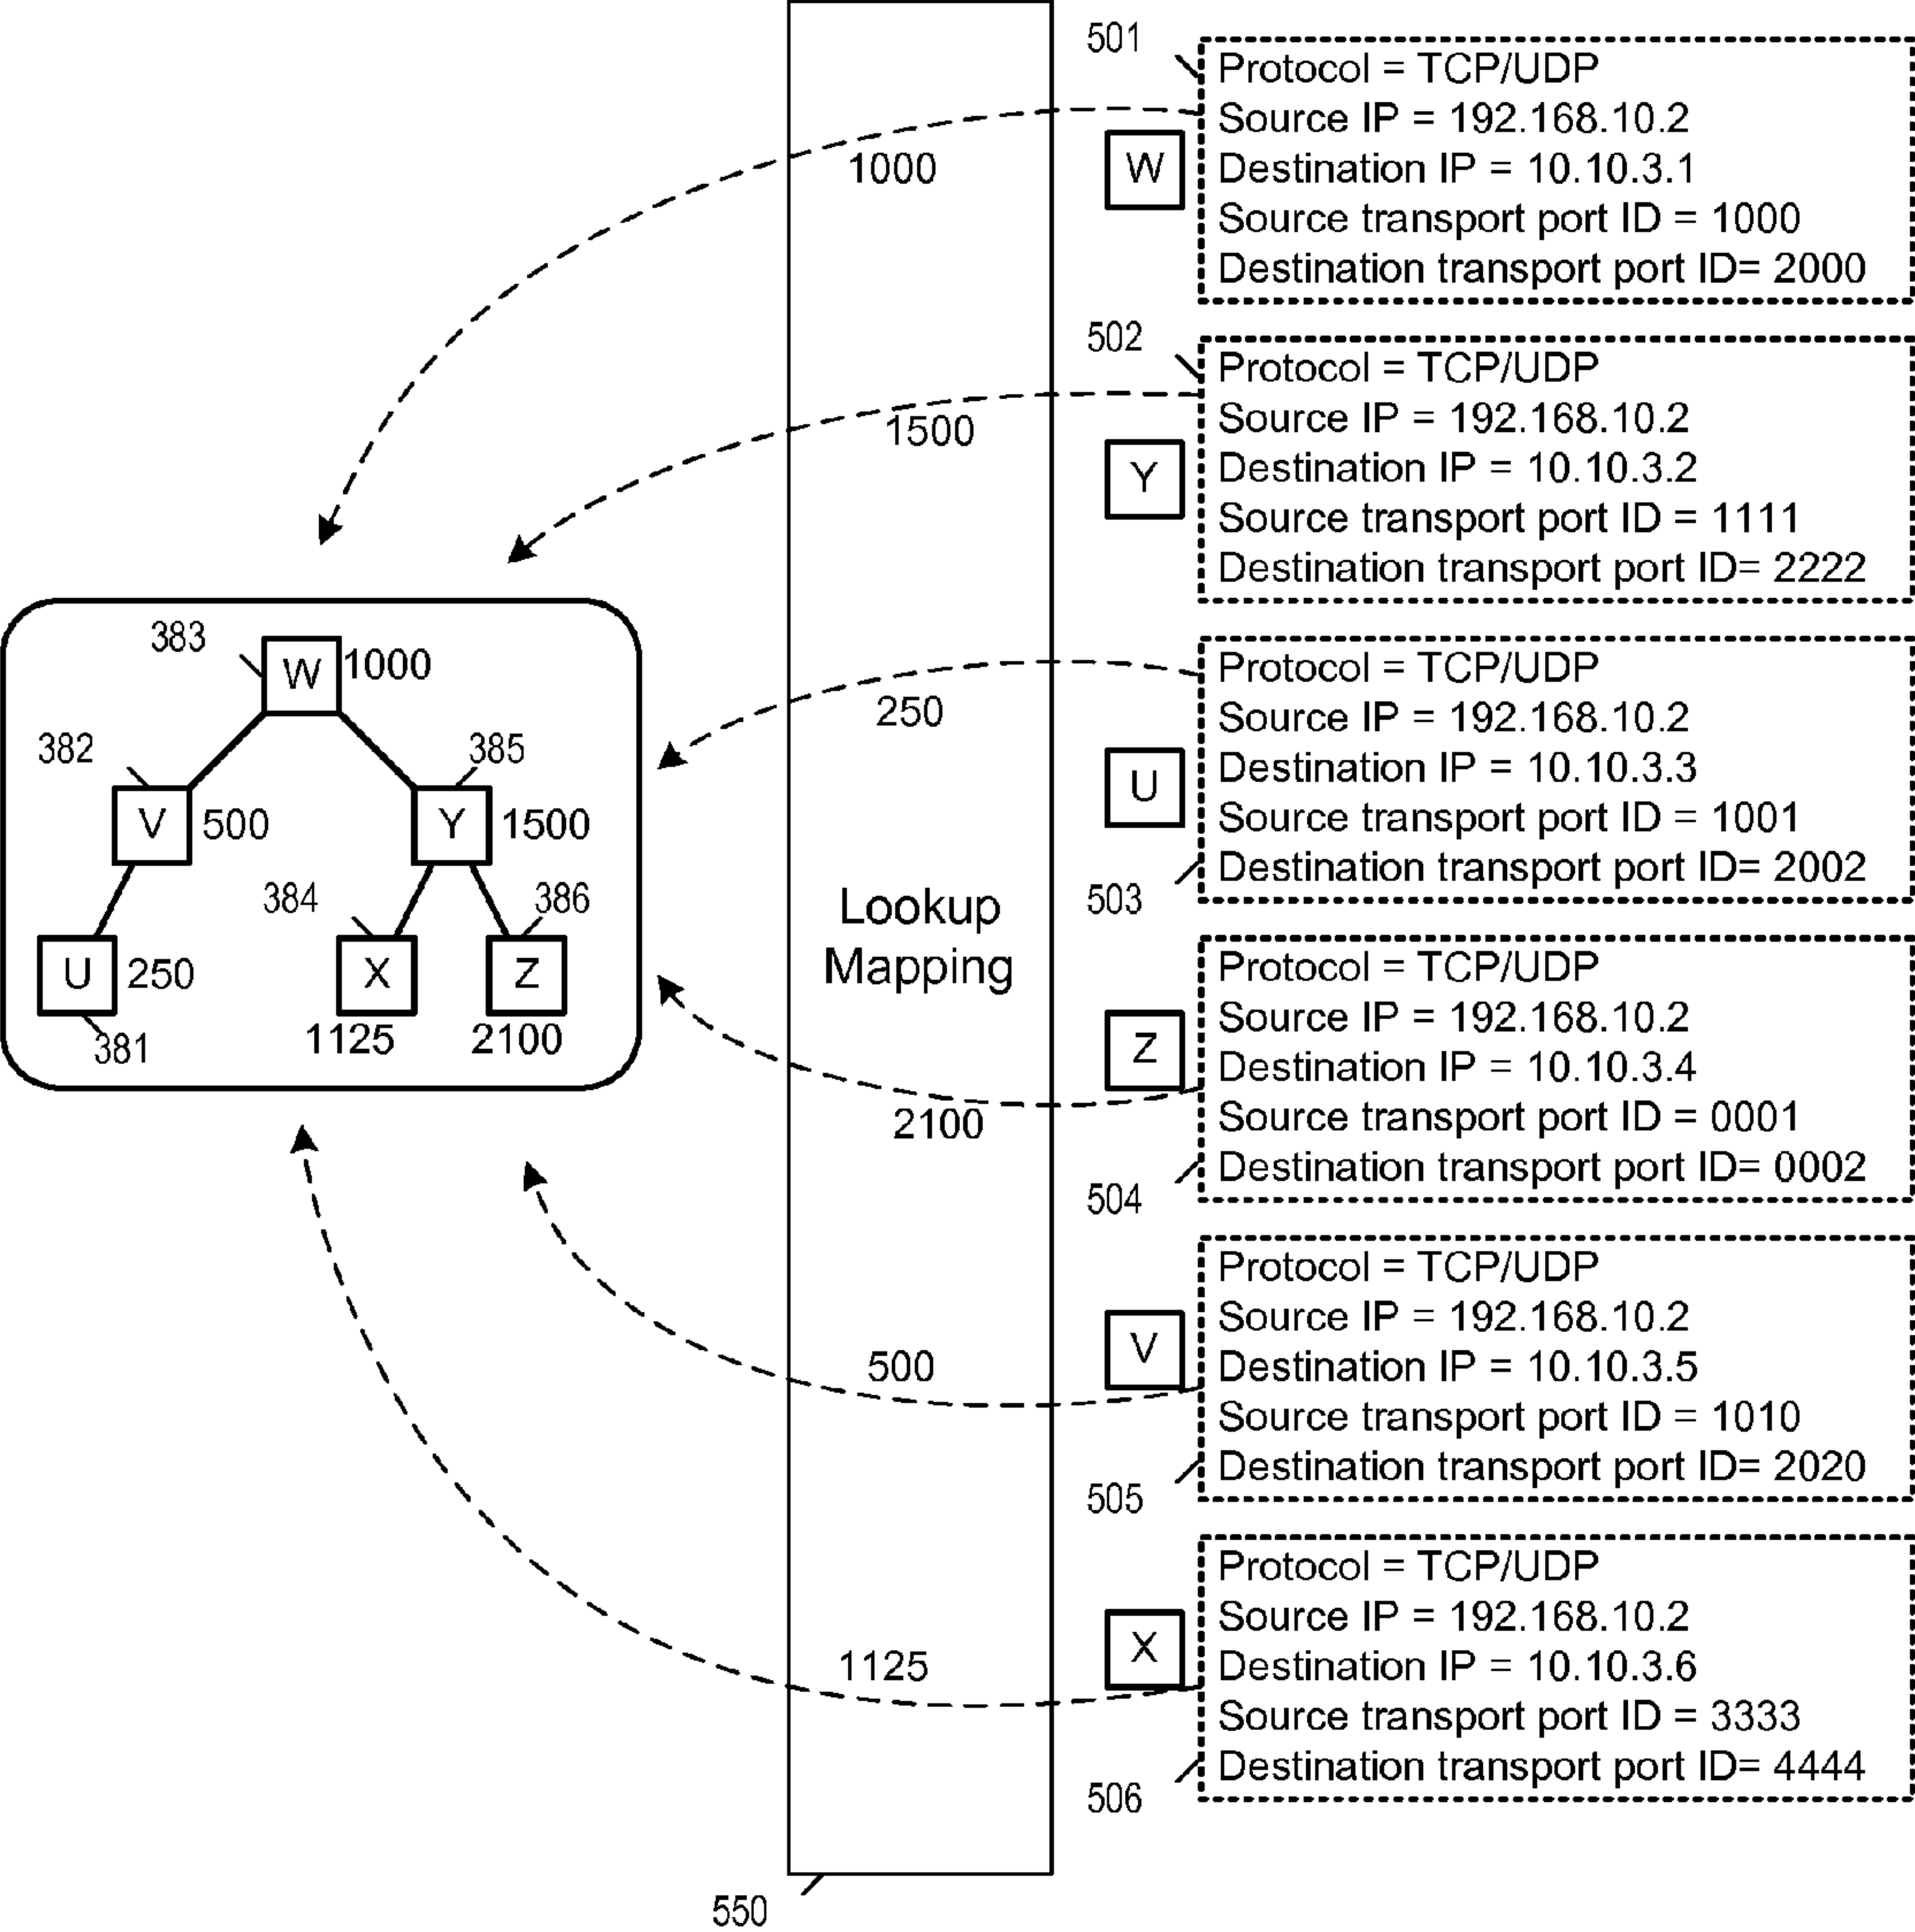 501
Protocol = TCP/UDP
Source IP = 192.168.10.2
Destination IP = 10.10.3.1
Source transport port ID = 1000
Destination transport port ID= 2000
W
1000
502
Protocol = TCP/UDP
Source IP = 192.168.10.2
Destination IP = 10.10.3.2
Source transport port ID = 1111
Destination transport port ID= 2222
Y
1500
Protocol = TCP/UDP
Source IP = 192.168.10.2
Destination IP = 10.10.3.3
Source transport port ID = 1001
Destination transport port ID= 2002
U
250
503
383
W 1000
382
385
V 500
Y 1500
384
386
U 250
X
Z
1125
2100
381
Lookup
Mapping
Protocol = TCP/UDP
Source IP = 192.168.10.2
Destination IP = 10.10.3.4
Source transport port ID = 0001
Destination transport port ID= 0002
Z
2100
504
Protocol = TCP/UDP
Source IP = 192.168.10.2
Destination IP = 10.10.3.5
Source transport port ID = 1010
Destination transport port ID= 2020
V
500
505
Protocol = TCP/UDP
Source IP = 192.168.10.2
Destination IP = 10.10.3.6
Source transport port ID = 3333
Destination transport port ID= 4444
X
1125
506
550